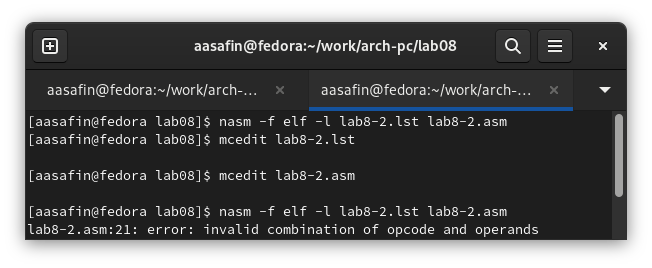 aasafin@fedora:~/work/arch-pc/lab08
aasafin@fedora:~/work/arch-... aasafin@fedora:~/work/arch-...
[aasafin@fedora lab08]$ nasm -f elf -l lab8-2.lst lab8-2.asm
[aasafin@fedora lab08]$ mcedit lab8-2.lst
[aasafin@fedora lab08]$ mcedit lab8-2.asm
[aasafin@fedora lab08]$ nasm -f elf -l lab8-2.lst lab8-2.asm
lab8-2.asm:21: error: invalid combination of opcode and operands